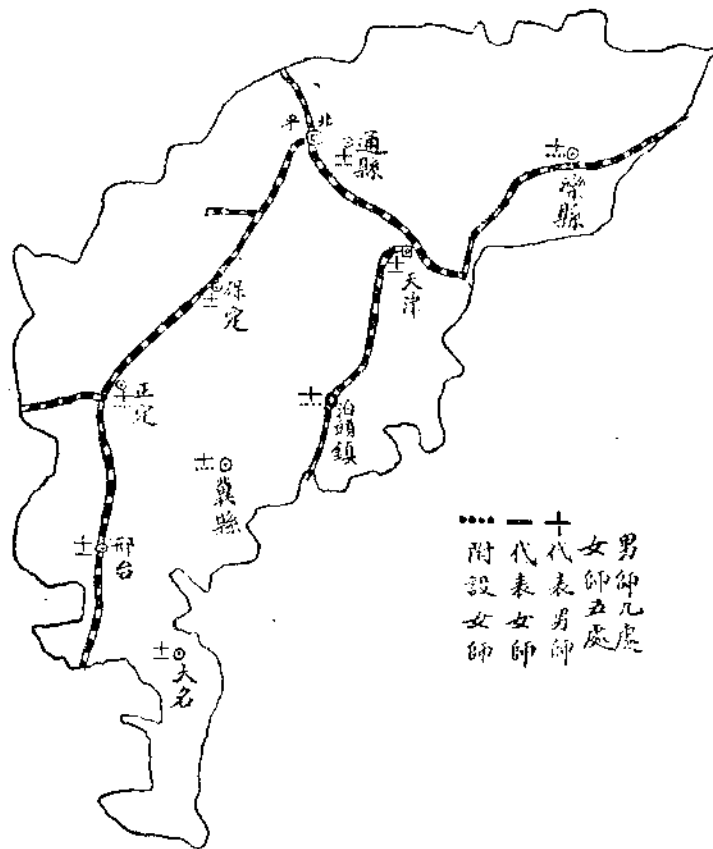 北平
通縣
灤縣
天津
保定
正定
泊頭鎮
冀縣
邢台
大名
男師九處
女師五處
代表男師
代表女師
附設女師